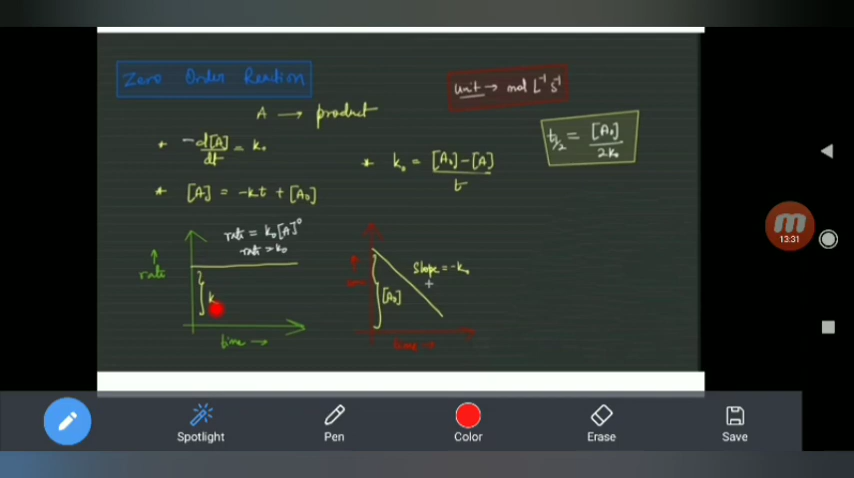 Zero Order Reaction
unit → mol L⁻¹ S⁻¹
A → product
* -d[A]/dt = k₀
* k₀ = [A₀]-[A]/t
t½ = [A₀]/2k₀
* [A] = -kt + [A₀]
rate = k₀[A]⁰
rate = k₀
↑ rate
k
time →
slope = -k₀
[A₀]
time →
13:31
Spotlight
Pen
Color
Erase
Save